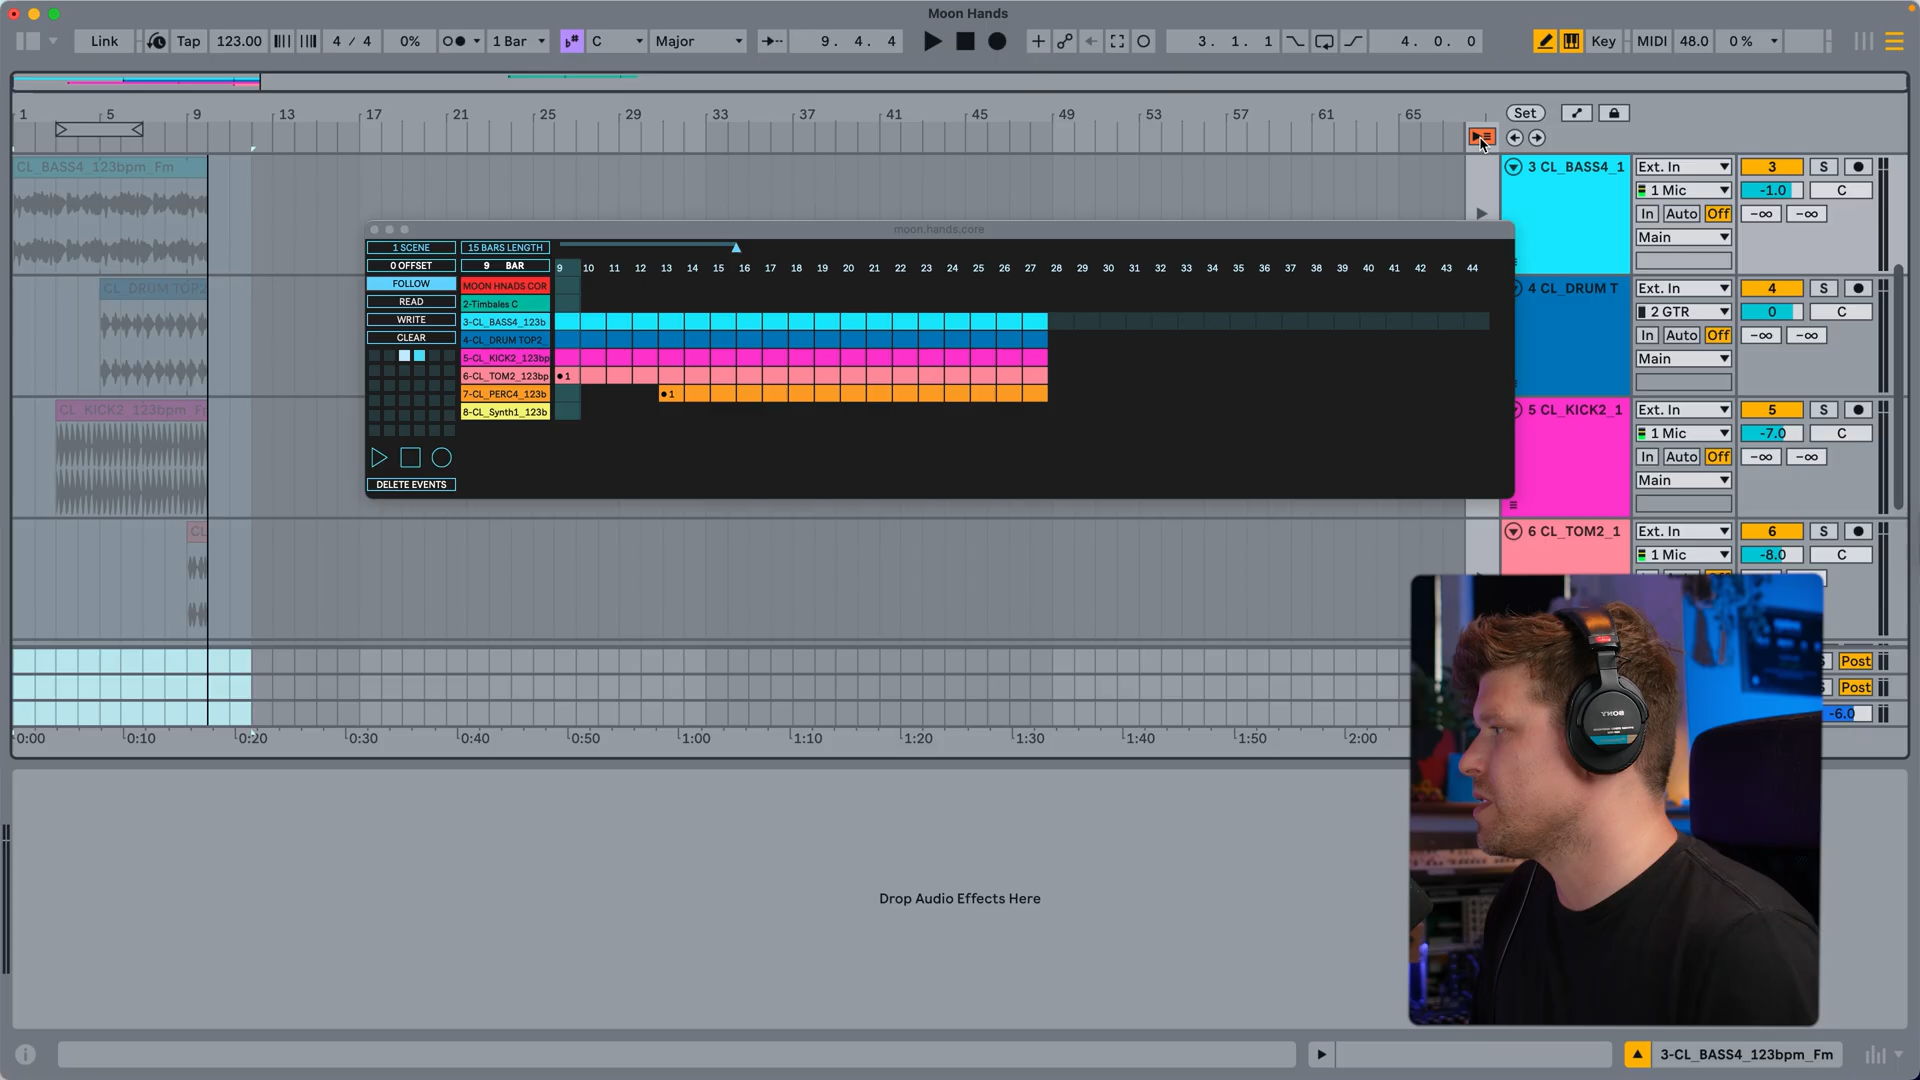 Moon Hands
Link Tap 123.00 4 / 4 0% 1 Bar C Major 9. 4. 4 3. 1. 1 4. 0. 0 Key MIDI 48.0 0 %
1 5 9 13 17 21 25 29 33 37 41 45 49 53 57 61 65 Set
CL_BASS4_123bpm_Fm
CL_DRUM TOP2
CL_KICK2_123bpm_F
CL
moon.hands.core
1 SCENE 15 BARS LENGTH
0 OFFSET 9 BAR 9 10 11 12 13 14 15 16 17 18 19 20 21 22 23 24 25 26 27 28 29 30 31 32 33 34 35 36 37 38 39 40 41 42 43 44
FOLLOW MOON HNADS COR
READ 2-Timbales C
WRITE 3-CL_BASS4_123b
CLEAR 4-CL_DRUM TOP2_
5-CL_KICK2_123bp
6-CL_TOM2_123bp 1
7-CL_PERC4_123b 1
8-CL_Synth1_123b
DELETE EVENTS
3 CL_BASS4_1 Ext. In 3 S
1 Mic -1.0 C
In Auto Off -∞ -∞
Main
4 CL_DRUM T Ext. In 4 S
2 GTR 0 C
In Auto Off -∞ -∞
Main
5 CL_KICK2_1 Ext. In 5 S
1 Mic -7.0 C
In Auto Off -∞ -∞
Main
6 CL_TOM2_1 Ext. In 6 S
1 Mic -8.0 C
S Post
S Post
-6.0
0:00 0:10 0:20 0:30 0:40 0:50 1:00 1:10 1:20 1:30 1:40 1:50 2:00
SONY
Drop Audio Effects Here
3-CL_BASS4_123bpm_Fm